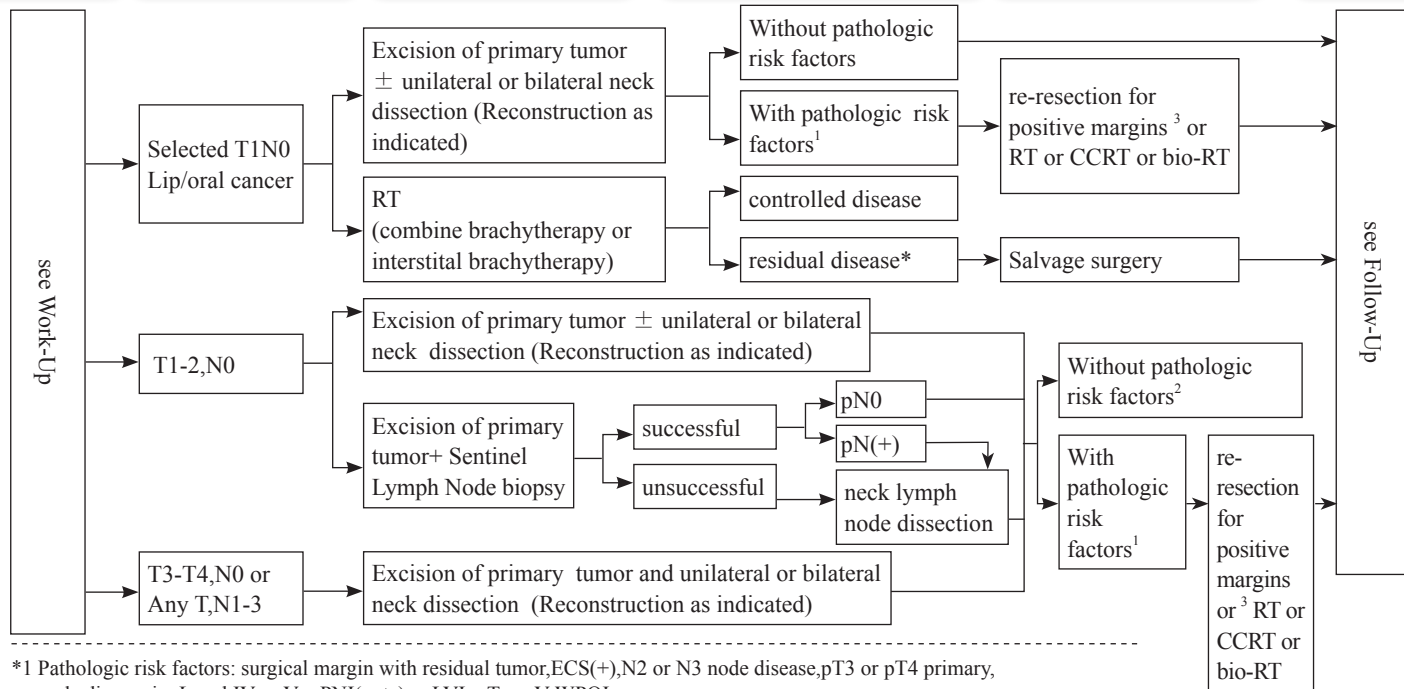 see Work-Up
Selected T1N0
Lip/oral cancer
Excision of primary tumor
± unilateral or bilateral neck
dissection (Reconstruction as
indicated)
Without pathologic
risk factors
With pathologic risk
factors1
re-resection for
positive margins 3 or
RT or CCRT or bio-RT
RT
(combine brachytherapy or
interstital brachytherapy)
controlled disease
residual disease*
Salvage surgery
see Follow-Up
T1-2,N0
Excision of primary tumor ± unilateral or bilateral
neck dissection (Reconstruction as indicated)
Excision of primary
tumor+ Sentinel
Lymph Node biopsy
successful
unsuccessful
pN0
pN(+)
neck lymph
node dissection
Without pathologic
risk factors2
With
pathologic
risk
factors1
re-
resection
for
positive
margins
or 3 RT or
CCRT or
bio-RT
T3-T4,N0 or
Any T,N1-3
Excision of primary tumor and unilateral or bilateral
neck dissection (Reconstruction as indicated)
*1 Pathologic risk factors: surgical margin with residual tumor,ECS(+),N2 or N3 node disease,pT3 or pT4 primary,